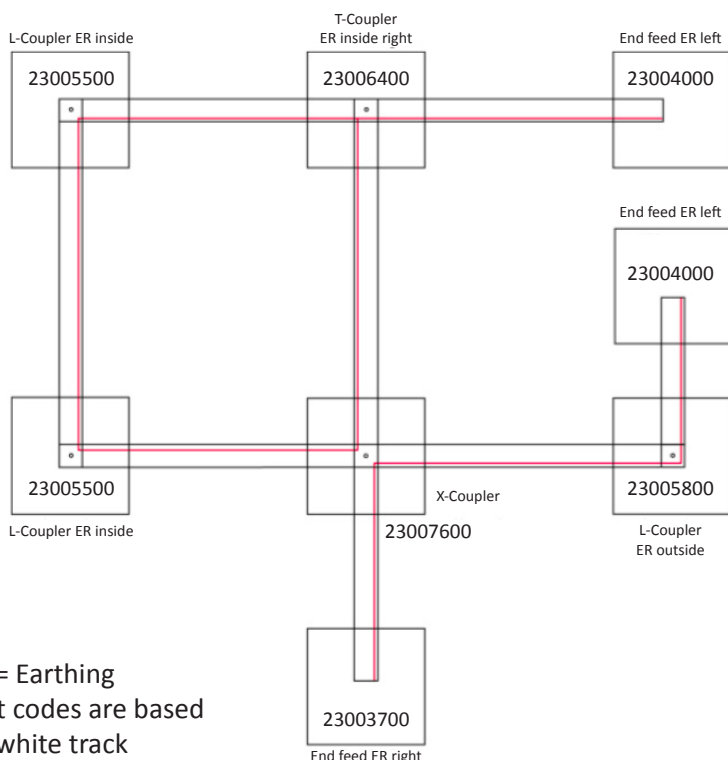 T-Coupler
L-Coupler ER inside
ER inside right
End feed ER left
23005500
23006400
23004000
End feed ER left
23004000
23005500
23005800
X-Coupler
L-Coupler ER inside
23007600
L-Coupler
ER outside
= Earthing
t codes are based
white track
23003700
End feed ER right